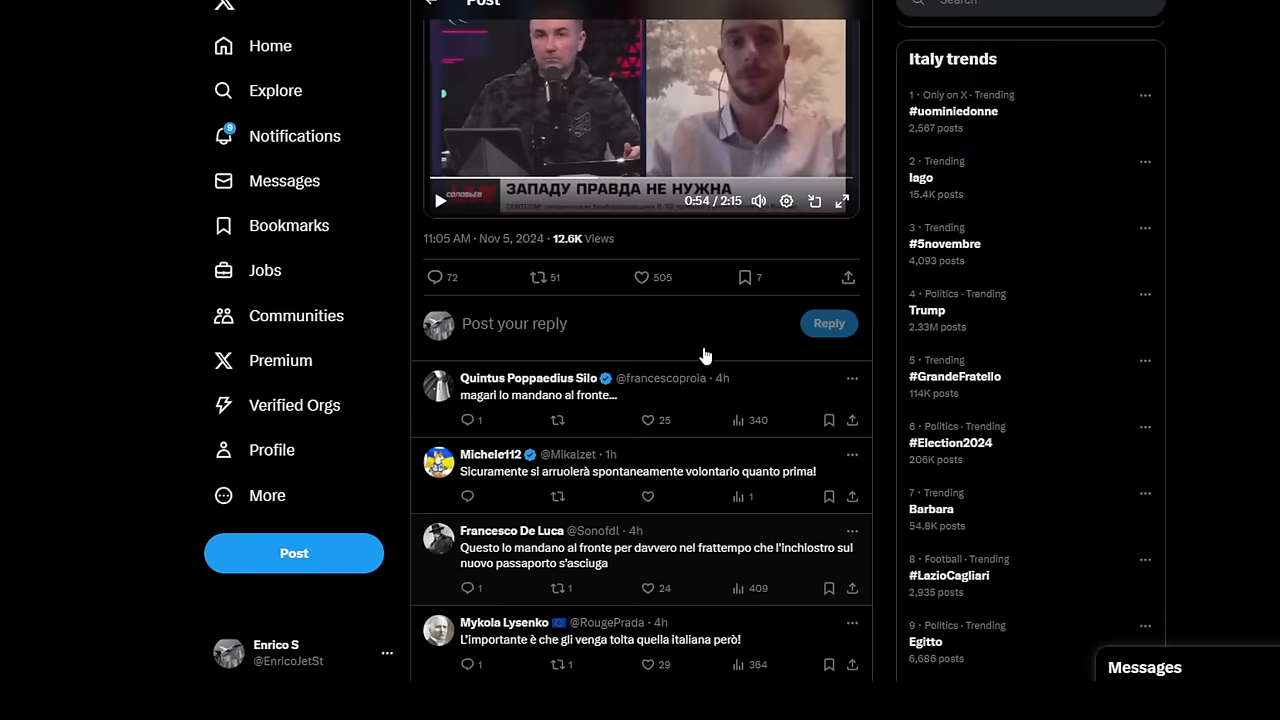 Post
Search
Home
Explore
9
Notifications
Messages
Bookmarks
Jobs
Communities
Premium
Verified Orgs
Profile
More
Post
Enrico S
@EnricoJetSt
СОЛОВЬЁВ LIVE
ЗАПАДУ ПРАВДА НЕ НУЖНА
0:54 / 2:15
11:05 AM · Nov 5, 2024 · 12.6K Views
72 51 505 7
Post your reply
Reply
Quintus Poppaedius Silo @francescoprola · 4h
magari lo mandano al fronte...
1 25 340
Michele112 @Mikalzet · 1h
Sicuramente si arruolerà spontaneamente volontario quanto prima!
1
Francesco De Luca @Sonofdl · 4h
Questo lo mandano al fronte per davvero nel frattempo che l'inchiostro sul
nuovo passaporto s'asciuga
1 1 24 409
Mykola Lysenko @RougePrada · 4h
L'importante è che gli venga tolta quella italiana però!
1 1 29 364
Italy trends
1 · Only on X · Trending
#uominiedonne
2,567 posts
2 · Trending
Iago
15.4K posts
3 · Trending
#5novembre
4,093 posts
4 · Politics · Trending
Trump
2.33M posts
5 · Trending
#GrandeFratello
114K posts
6 · Politics · Trending
#Election2024
206K posts
7 · Trending
Barbara
54.8K posts
8 · Football · Trending
#LazioCagliari
2,935 posts
9 · Politics · Trending
Egitto
6,686 posts
Messages